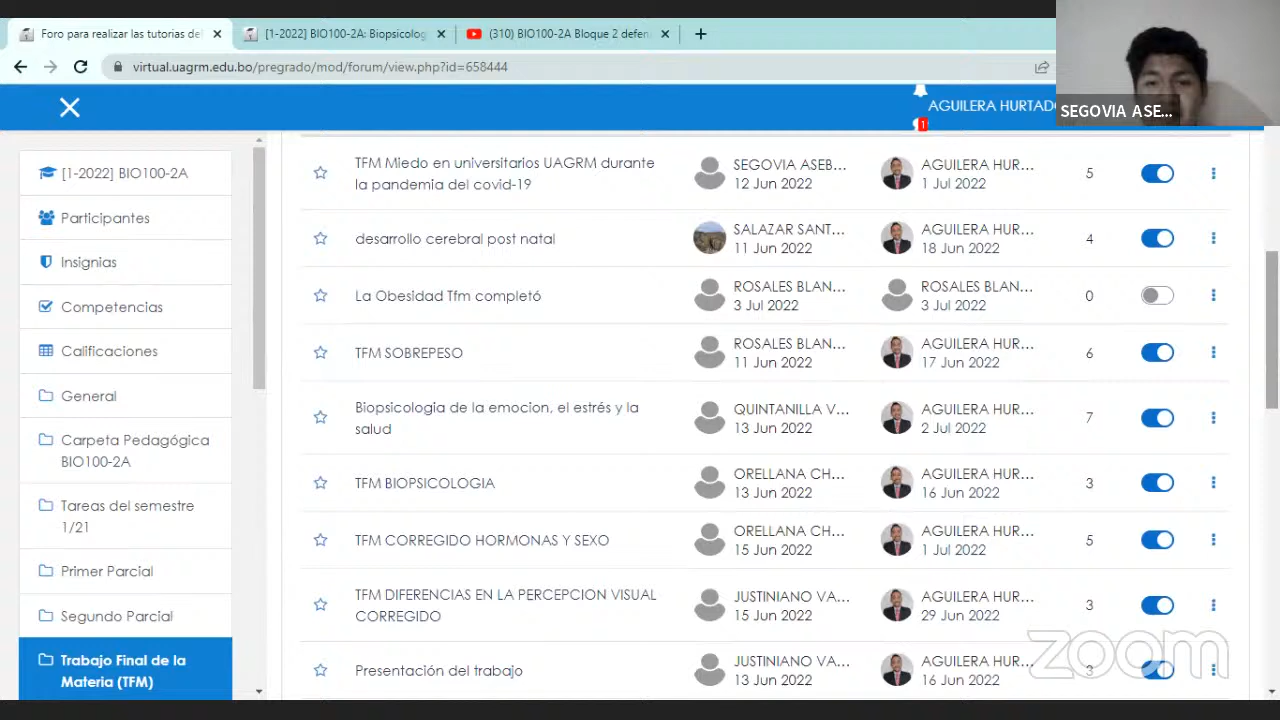 Foro para realizar las tutorias de
[1-2022] BIO100-2A: Biopsicolog
(310) BIO100-2A Bloque 2 defen
virtual.uagrm.edu.bo/pregrado/mod/forum/view.php?id=658444
AGUILERA HURTADO
1
SEGOVIA ASE...
[1-2022] BIO100-2A
Participantes
Insignias
Competencias
Calificaciones
General
Carpeta Pedagógica
BIO100-2A
Tareas del semestre
1/21
Primer Parcial
Segundo Parcial
Trabajo Final de la
Materia (TFM)
TFM Miedo en universitarios UAGRM durante
la pandemia del covid-19
SEGOVIA ASEB...
12 Jun 2022
AGUILERA HUR...
1 Jul 2022
5
desarrollo cerebral post natal
SALAZAR SANT...
11 Jun 2022
AGUILERA HUR...
18 Jun 2022
4
La Obesidad Tfm completó
ROSALES BLAN...
3 Jul 2022
ROSALES BLAN...
3 Jul 2022
0
TFM SOBREPESO
ROSALES BLAN...
11 Jun 2022
AGUILERA HUR...
17 Jun 2022
6
Biopsicologia de la emocion, el estrés y la
salud
QUINTANILLA V...
13 Jun 2022
AGUILERA HUR...
2 Jul 2022
7
TFM BIOPSICOLOGIA
ORELLANA CH...
13 Jun 2022
AGUILERA HUR...
16 Jun 2022
3
TFM CORREGIDO HORMONAS Y SEXO
ORELLANA CH...
15 Jun 2022
AGUILERA HUR...
1 Jul 2022
5
TFM DIFERENCIAS EN LA PERCEPCION VISUAL
CORREGIDO
JUSTINIANO VA...
15 Jun 2022
AGUILERA HUR...
29 Jun 2022
3
Presentación del trabajo
JUSTINIANO VA...
13 Jun 2022
AGUILERA HUR...
16 Jun 2022
3
zoom